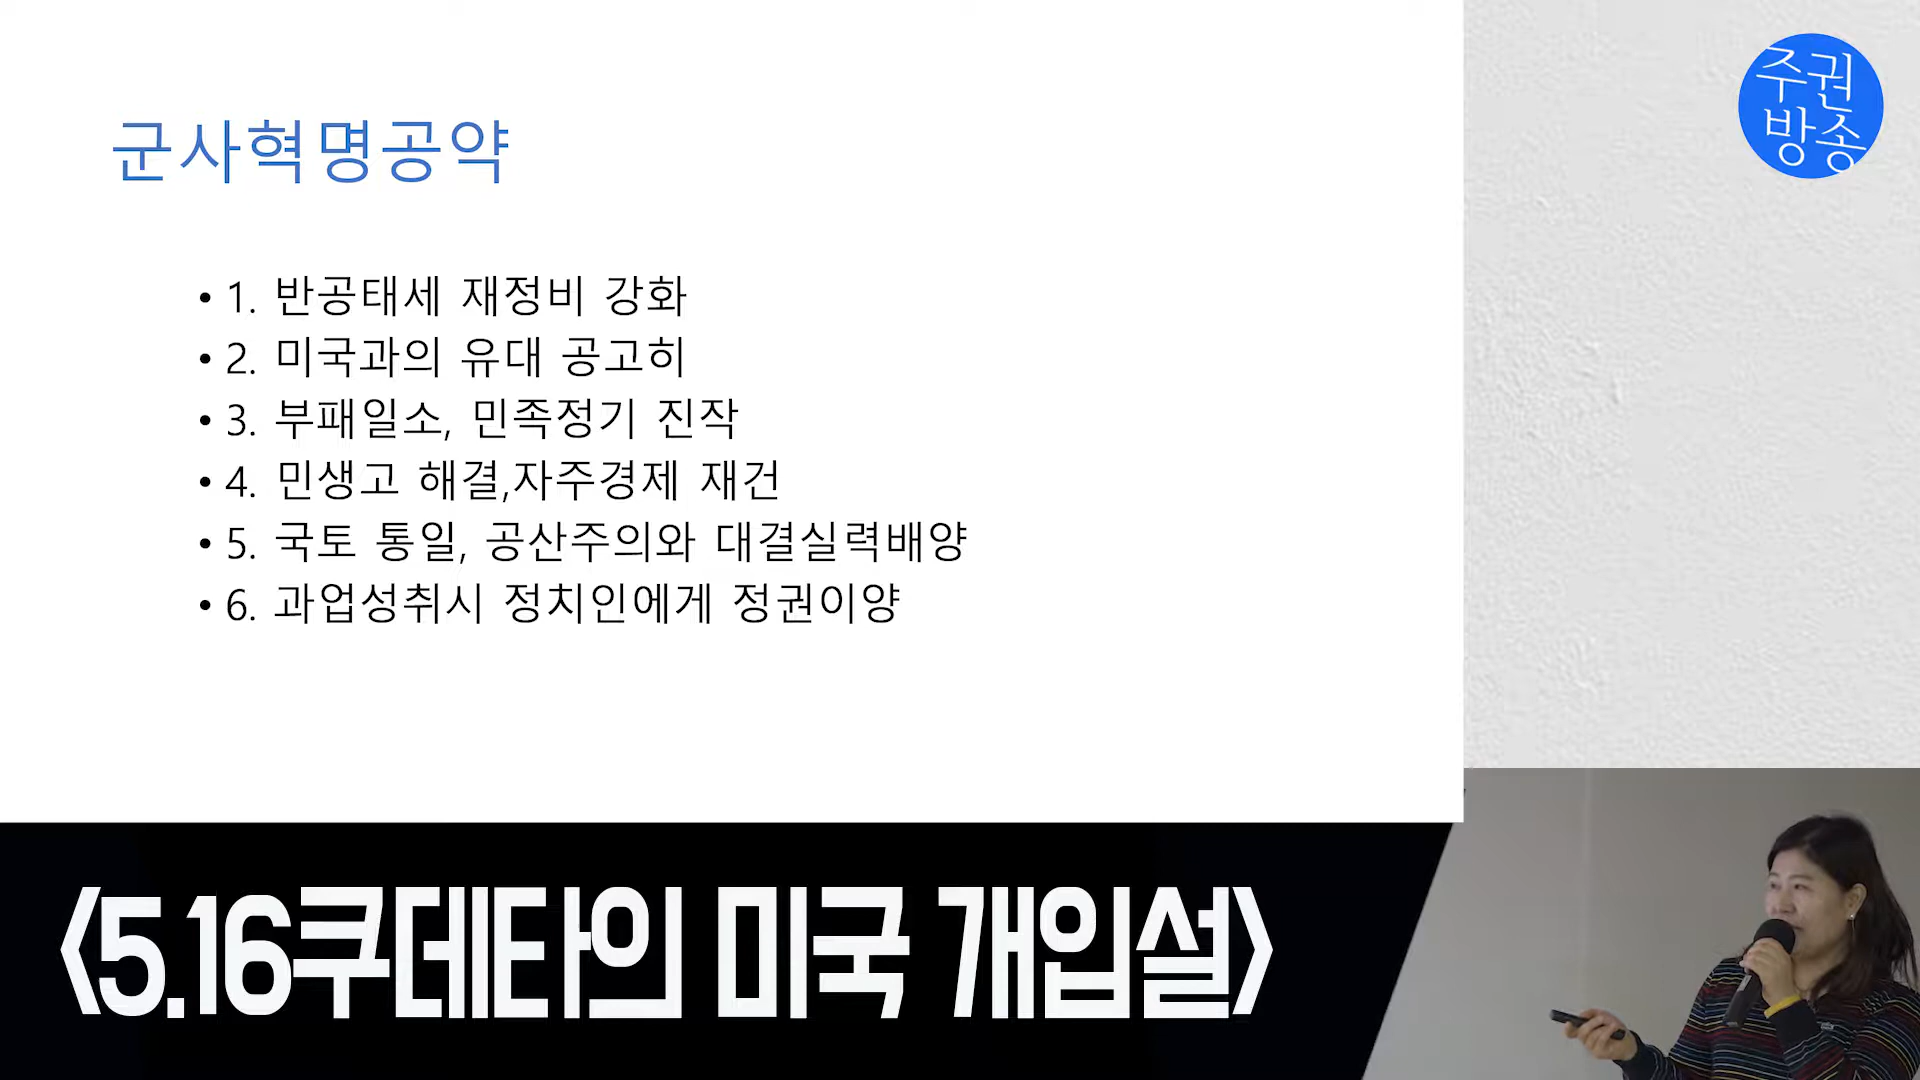 군사혁명공약
• 1. 반공태세 재정비 강화
• 2. 미국과의 유대 공고히
• 3. 부패일소, 민족정기 진작
• 4. 민생고 해결,자주경제 재건
• 5. 국토 통일, 공산주의와 대결실력배양
• 6. 과업성취시 정치인에게 정권이양
주권
방송
<5.16쿠데타의 미국 개입설>